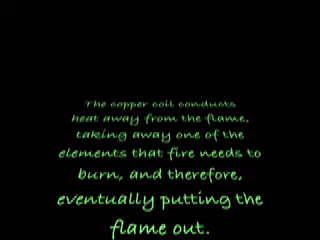 The copper coil conducts
heat away from the flame,
taking away one of the
elements that fire needs to
burn, and therefore,
eventually putting the
flame out.